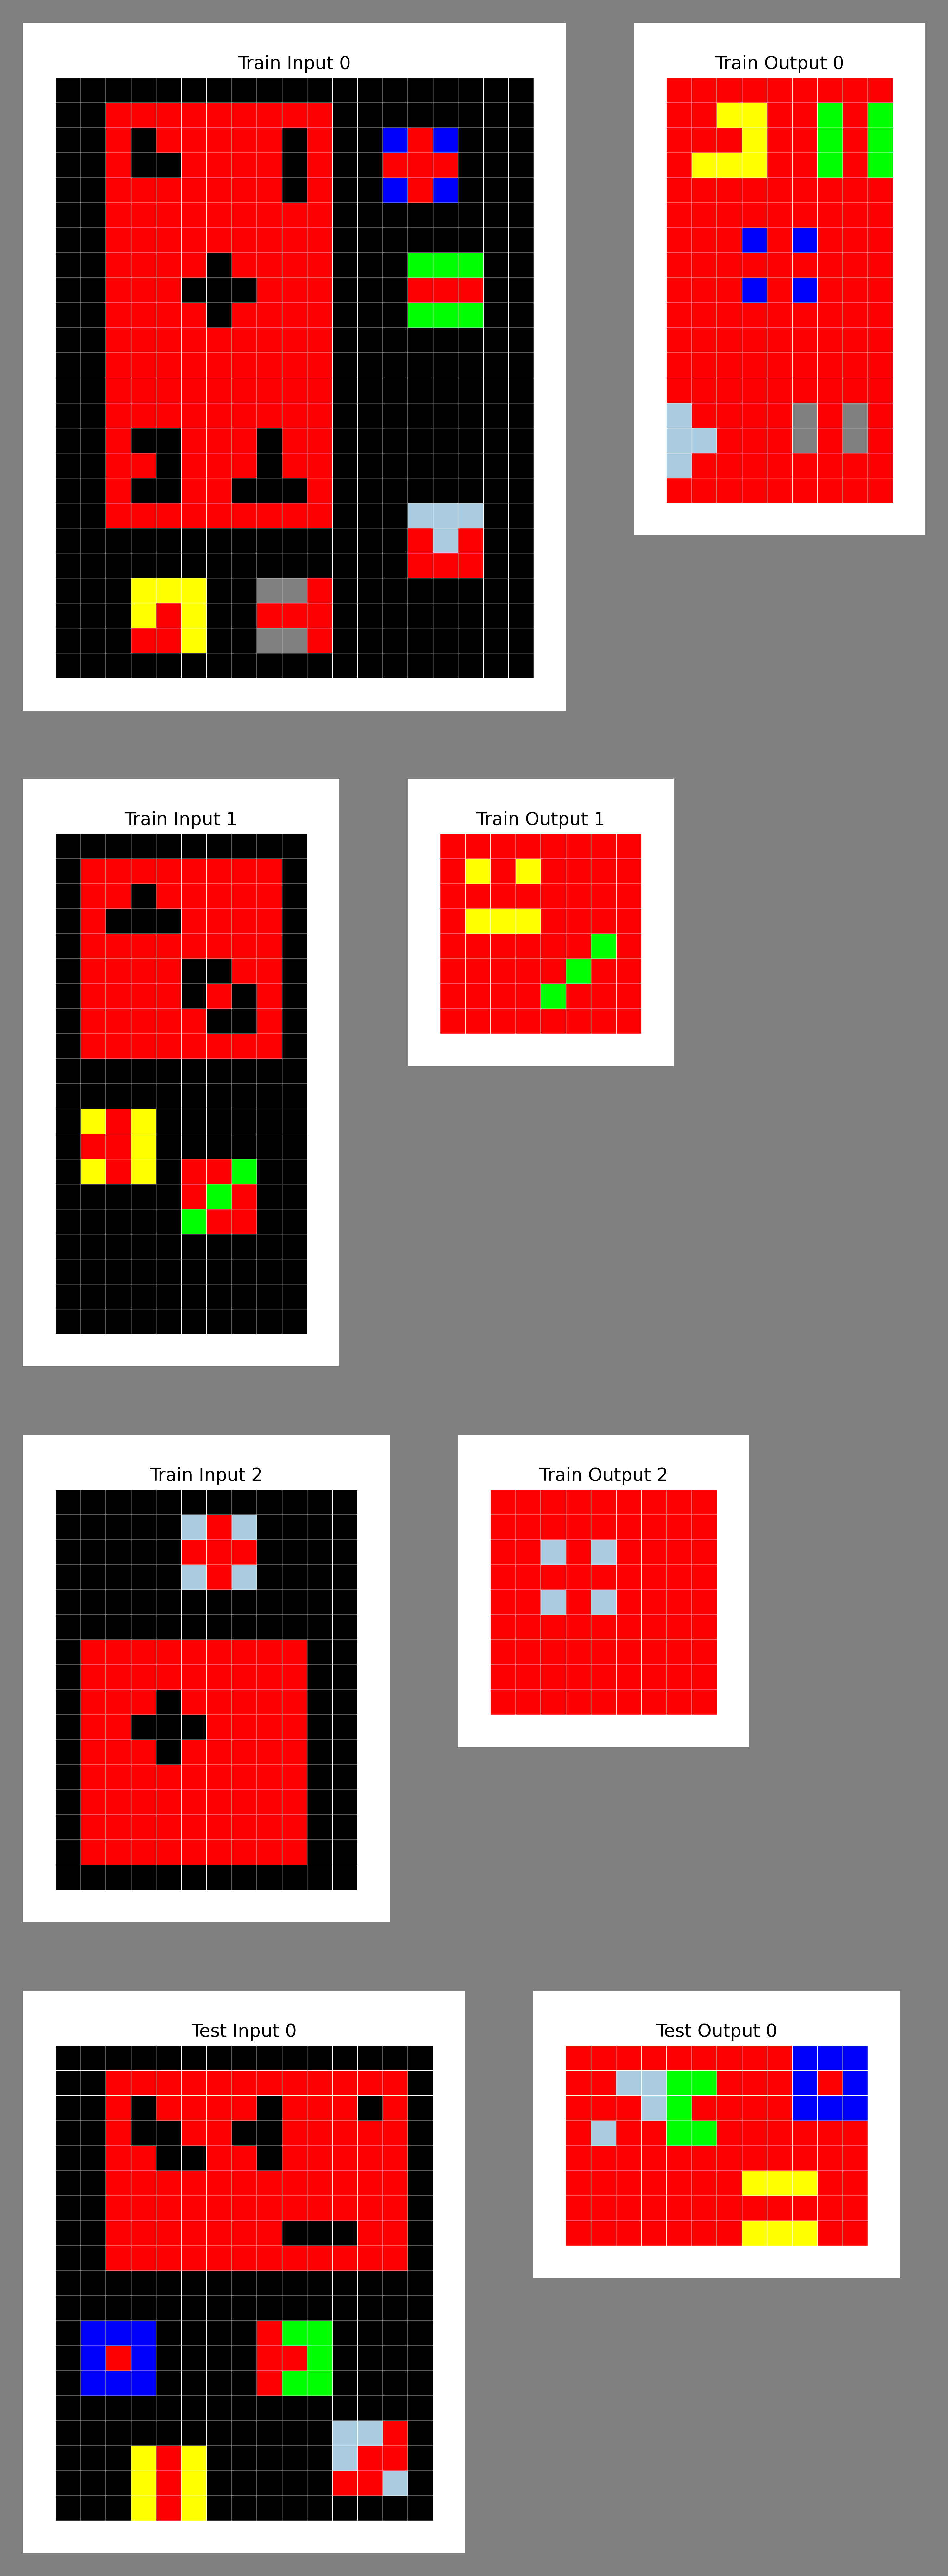 Train Input 0
Train Output 0
Train Input 1
Train Output 1
Train Input 2
Train Output 2
Test Input 0
Test Output 0